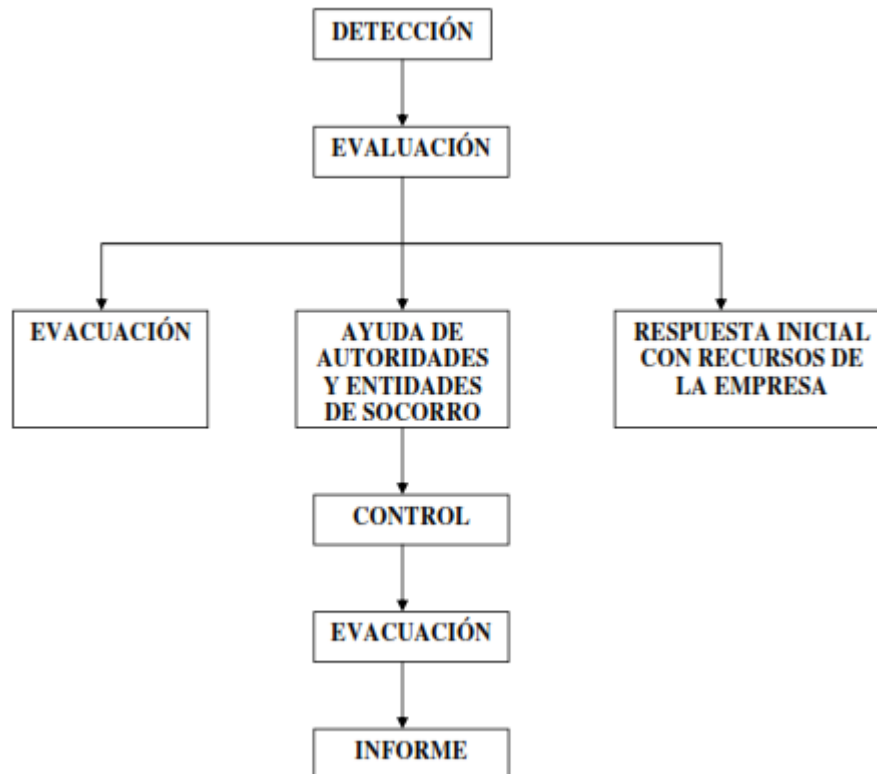 DETECCIÓN
EVALUACIÓN
EVACUACIÓN
AYUDA DE
AUTORIDADES
Y ENTIDADES
DE SOCORRO
RESPUESTA INICIAL
CON RECURSOS DE
LA EMPRESA
CONTROL
EVACUACIÓN
INFORME